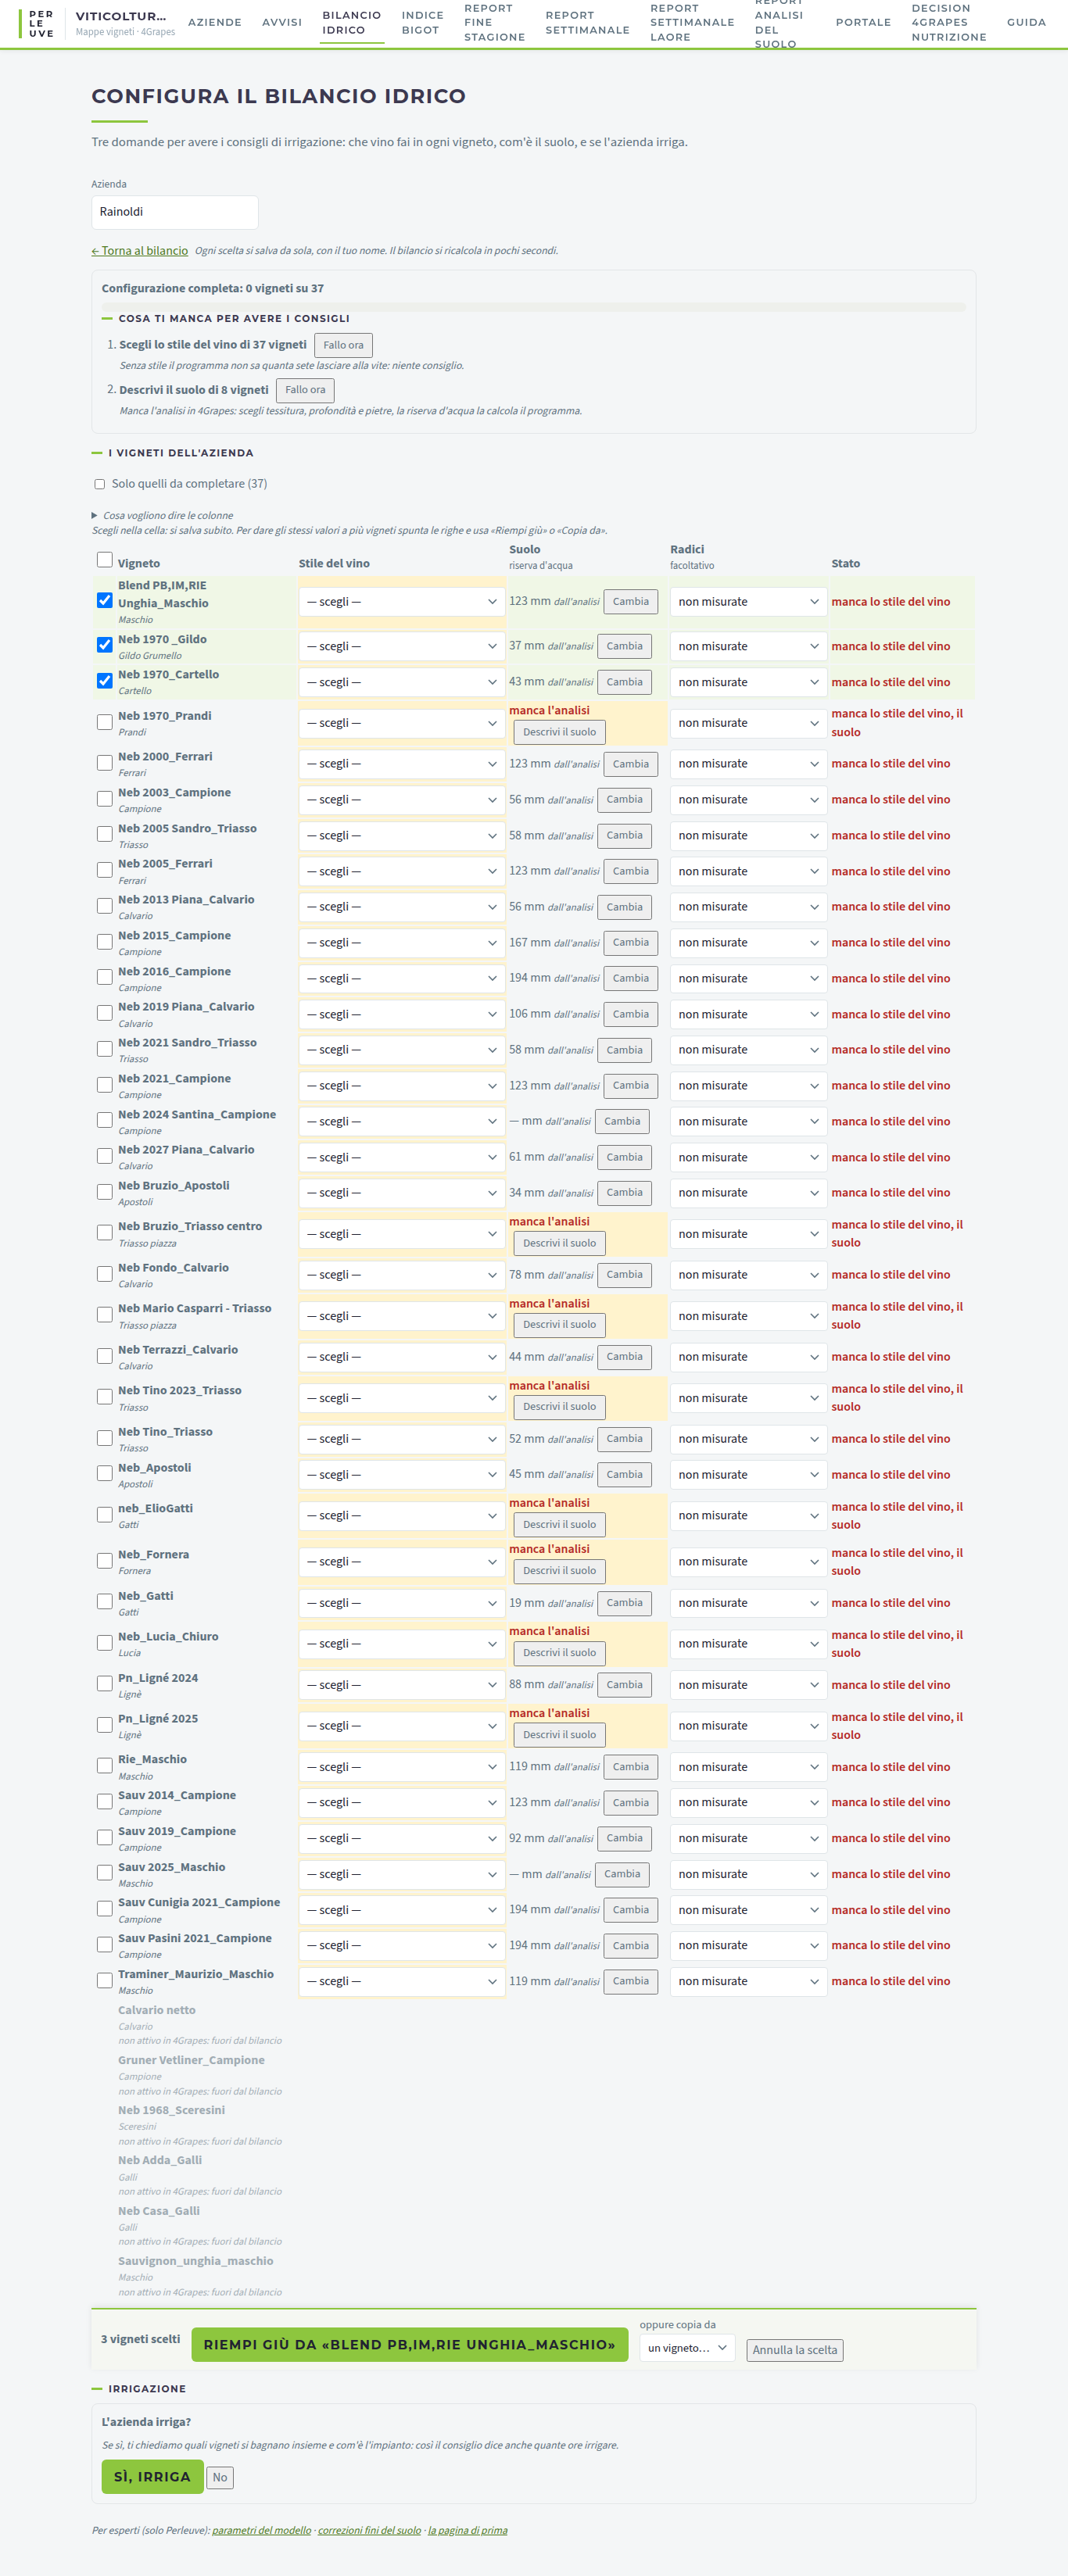 PER
LE
UVE
VITICOLTUR...
Mappe vigneti · 4Grapes
AZIENDE
AVVISI
BILANCIO
IDRICO
INDICE
BIGOT
REPORT
FINE
STAGIONE
REPORT
SETTIMANALE
REPORT
SETTIMANALE
LAORE
REPORT
ANALISI
DEL
SUOLO
PORTALE
DECISION
4GRAPES
NUTRIZIONE
GUIDA
CONFIGURA IL BILANCIO IDRICO
Tre domande per avere i consigli di irrigazione: che vino fai in ogni vigneto, com'è il suolo, e se l'azienda irriga.
Azienda
Rainoldi
← Torna al bilancio Ogni scelta si salva da sola, con il tuo nome. Il bilancio si ricalcola in pochi secondi.
Configurazione completa: 0 vigneti su 37
COSA TI MANCA PER AVERE I CONSIGLI
1. Scegli lo stile del vino di 37 vigneti Fallo ora
Senza stile il programma non sa quanta sete lasciare alla vite: niente consiglio.
2. Descrivi il suolo di 8 vigneti Fallo ora
Manca l'analisi in 4Grapes: scegli tessitura, profondità e pietre, la riserva d'acqua la calcola il programma.
I VIGNETI DELL'AZIENDA
Solo quelli da completare (37)
▶ Cosa vogliono dire le colonne
Scegli nella cella: si salva subito. Per dare gli stessi valori a più vigneti spunta le righe e usa «Riempi giù» o «Copia da».
Vigneto Stile del vino Suolo riserva d'acqua Radici facoltativo Stato
Blend PB,IM,RIE
Unghia_Maschio
Maschio
— scegli — 123 mm dall'analisi Cambia non misurate manca lo stile del vino
Neb 1970 _Gildo
Gildo Grumello
— scegli — 37 mm dall'analisi Cambia non misurate manca lo stile del vino
Neb 1970_Cartello
Cartello
— scegli — 43 mm dall'analisi Cambia non misurate manca lo stile del vino
Neb 1970_Prandi
Prandi
— scegli — manca l'analisi Descrivi il suolo non misurate manca lo stile del vino, il suolo
Neb 2000_Ferrari
Ferrari
— scegli — 123 mm dall'analisi Cambia non misurate manca lo stile del vino
Neb 2003_Campione
Campione
— scegli — 56 mm dall'analisi Cambia non misurate manca lo stile del vino
Neb 2005 Sandro_Triasso
Triasso
— scegli — 58 mm dall'analisi Cambia non misurate manca lo stile del vino
Neb 2005_Ferrari
Ferrari
— scegli — 123 mm dall'analisi Cambia non misurate manca lo stile del vino
Neb 2013 Piana_Calvario
Calvario
— scegli — 56 mm dall'analisi Cambia non misurate manca lo stile del vino
Neb 2015_Campione
Campione
— scegli — 167 mm dall'analisi Cambia non misurate manca lo stile del vino
Neb 2016_Campione
Campione
— scegli — 194 mm dall'analisi Cambia non misurate manca lo stile del vino
Neb 2019 Piana_Calvario
Calvario
— scegli — 106 mm dall'analisi Cambia non misurate manca lo stile del vino
Neb 2021 Sandro_Triasso
Triasso
— scegli — 58 mm dall'analisi Cambia non misurate manca lo stile del vino
Neb 2021_Campione
Campione
— scegli — 123 mm dall'analisi Cambia non misurate manca lo stile del vino
Neb 2024 Santina_Campione
Campione
— scegli — — mm dall'analisi Cambia non misurate manca lo stile del vino
Neb 2027 Piana_Calvario
Calvario
— scegli — 61 mm dall'analisi Cambia non misurate manca lo stile del vino
Neb Bruzio_Apostoli
Apostoli
— scegli — 34 mm dall'analisi Cambia non misurate manca lo stile del vino
Neb Bruzio_Triasso centro
Triasso piazza
— scegli — manca l'analisi Descrivi il suolo non misurate manca lo stile del vino, il suolo
Neb Fondo_Calvario
Calvario
— scegli — 78 mm dall'analisi Cambia non misurate manca lo stile del vino
Neb Mario Casparri - Triasso
Triasso piazza
— scegli — manca l'analisi Descrivi il suolo non misurate manca lo stile del vino, il suolo
Neb Terrazzi_Calvario
Calvario
— scegli — 44 mm dall'analisi Cambia non misurate manca lo stile del vino
Neb Tino 2023_Triasso
Triasso
— scegli — manca l'analisi Descrivi il suolo non misurate manca lo stile del vino, il suolo
Neb Tino_Triasso
Triasso
— scegli — 52 mm dall'analisi Cambia non misurate manca lo stile del vino
Neb_Apostoli
Apostoli
— scegli — 45 mm dall'analisi Cambia non misurate manca lo stile del vino
neb_ElioGatti
Gatti
— scegli — manca l'analisi Descrivi il suolo non misurate manca lo stile del vino, il suolo
Neb_Fornera
Fornera
— scegli — manca l'analisi Descrivi il suolo non misurate manca lo stile del vino, il suolo
Neb_Gatti
Gatti
— scegli — 19 mm dall'analisi Cambia non misurate manca lo stile del vino
Neb_Lucia_Chiuro
Lucia
— scegli — manca l'analisi Descrivi il suolo non misurate manca lo stile del vino, il suolo
Pn_Ligné 2024
Lignè
— scegli — 88 mm dall'analisi Cambia non misurate manca lo stile del vino
Pn_Ligné 2025
Lignè
— scegli — manca l'analisi Descrivi il suolo non misurate manca lo stile del vino, il suolo
Rie_Maschio
Maschio
— scegli — 119 mm dall'analisi Cambia non misurate manca lo stile del vino
Sauv 2014_Campione
Campione
— scegli — 123 mm dall'analisi Cambia non misurate manca lo stile del vino
Sauv 2019_Campione
Campione
— scegli — 92 mm dall'analisi Cambia non misurate manca lo stile del vino
Sauv 2025_Maschio
Maschio
— scegli — — mm dall'analisi Cambia non misurate manca lo stile del vino
Sauv Cunigia 2021_Campione
Campione
— scegli — 194 mm dall'analisi Cambia non misurate manca lo stile del vino
Sauv Pasini 2021_Campione
Campione
— scegli — 194 mm dall'analisi Cambia non misurate manca lo stile del vino
Traminer_Maurizio_Maschio
Maschio
— scegli — 119 mm dall'analisi Cambia non misurate manca lo stile del vino
Calvario netto
Calvario
non attivo in 4Grapes: fuori dal bilancio
Gruner Vetliner_Campione
Campione
non attivo in 4Grapes: fuori dal bilancio
Neb 1968_Sceresini
Sceresini
non attivo in 4Grapes: fuori dal bilancio
Neb Adda_Galli
Galli
non attivo in 4Grapes: fuori dal bilancio
Neb Casa_Galli
Galli
non attivo in 4Grapes: fuori dal bilancio
Sauvignon_unghia_maschio
Maschio
non attivo in 4Grapes: fuori dal bilancio
3 vigneti scelti
RIEMPI GIÙ DA «BLEND PB,IM,RIE UNGHIA_MASCHIO»
oppure copia da
un vigneto...
Annulla la scelta
IRRIGAZIONE
L'azienda irriga?
Se sì, ti chiediamo quali vigneti si bagnano insieme e com'è l'impianto: così il consiglio dice anche quante ore irrigare.
SÌ, IRRIGA No
Per esperti (solo Perleuve): parametri del modello · correzioni fini del suolo · la pagina di prima